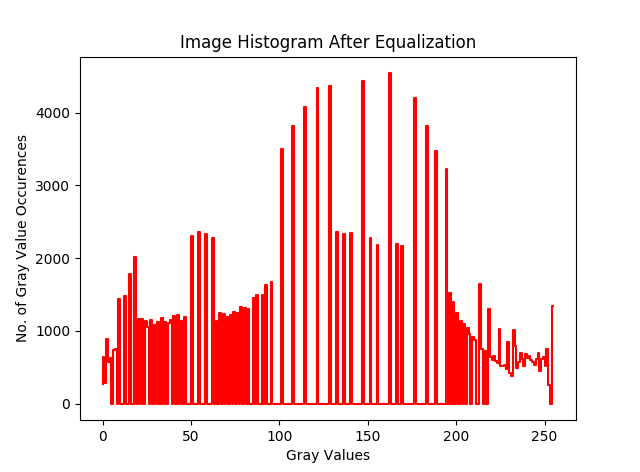 Image Histogram After Equalization
No. of Gray Value Occurences
4000
3000
2000
1000
0
0 50 100 150 200 250
Gray Values